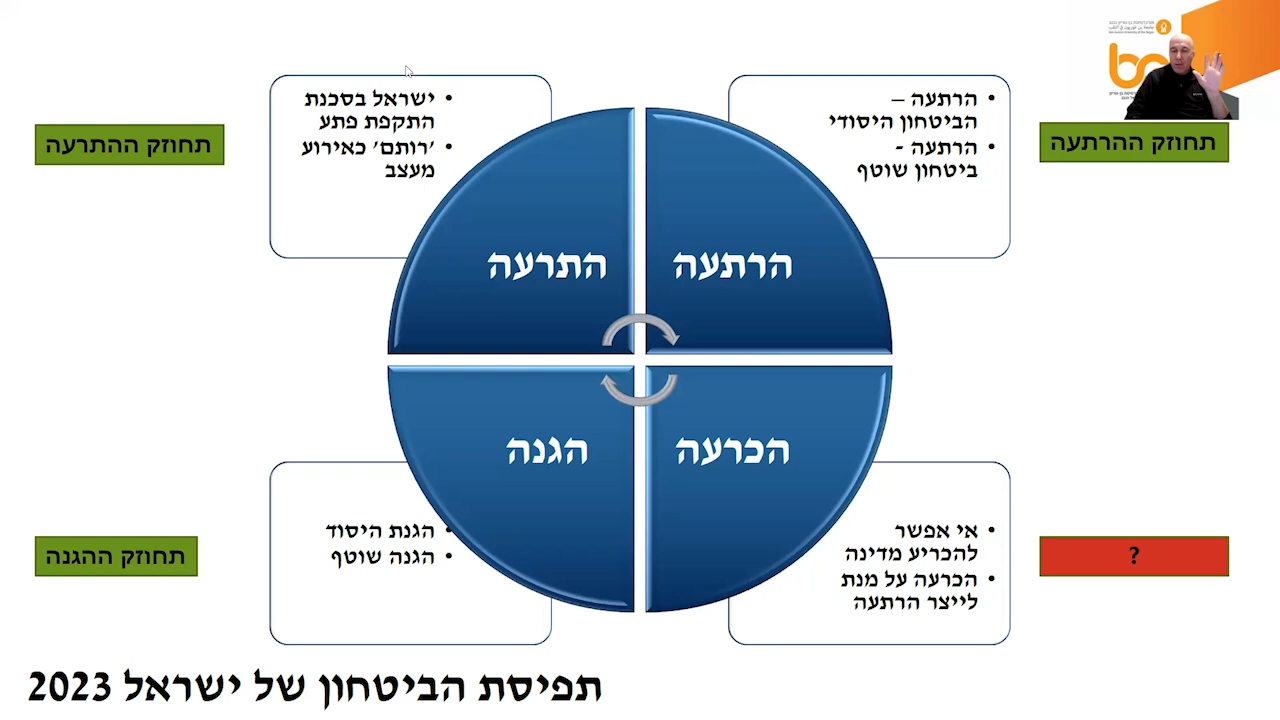 • הרתעה –
הביטחון היסודי
• הרתעה -
ביטחון שוטף
תחוזק ההרתעה
• ישראל בסכנת
התקפת פתע
• 'רותם' כאירוע
מעצב
תחוזק ההתרעה
הרתעה
התרעה
הכרעה
הגנה
• אי אפשר
להכריע מדינה
• הכרעה על מנת
לייצר הרתעה
?
• הגנת היסוד
• הגנה שוטף
תחוזק ההגנה
תפיסת הביטחון של ישראל 2023